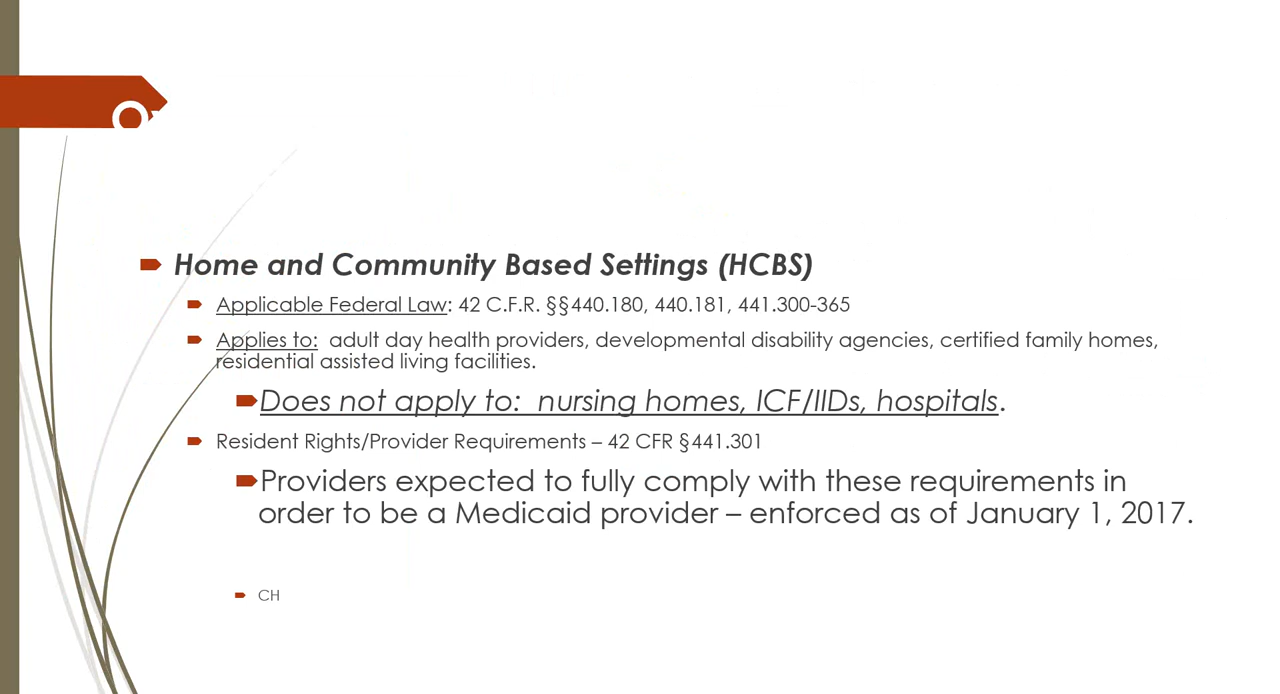 Home and Community Based Settings (HCBS)
Applicable Federal Law: 42 C.F.R. §§440.180, 440.181, 441.300-365
Applies to:  adult day health providers, developmental disability agencies, certified family homes,
residential assisted living facilities.
Does not apply to:  nursing homes, ICF/IIDs, hospitals.
Resident Rights/Provider Requirements – 42 CFR §441.301
Providers expected to fully comply with these requirements in
order to be a Medicaid provider – enforced as of January 1, 2017.
CH